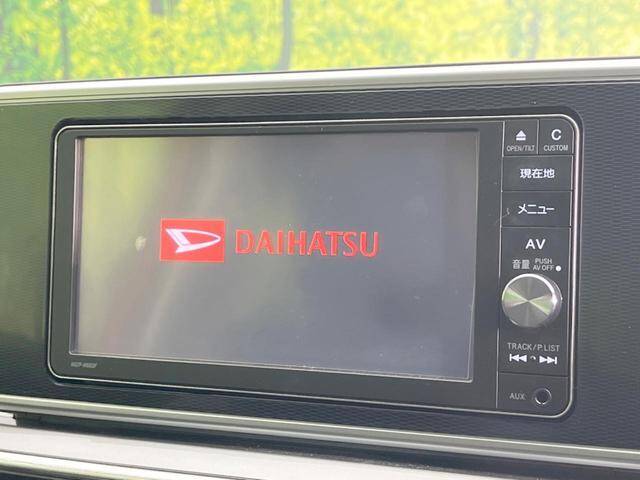 OPEN/TILT
C
CUSTOM
現在地
メニュー
DAIHATSU
AV
音量 PUSH
AV OFF
TRACK/P.LIST
AUX